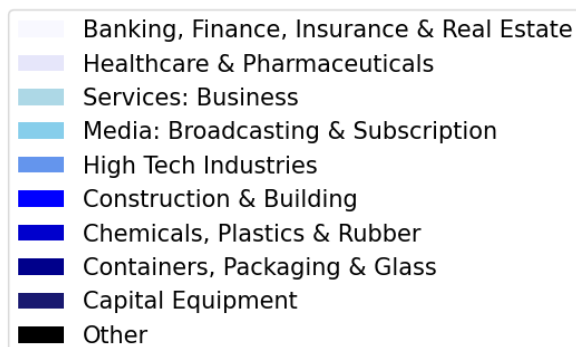 Banking, Finance, Insurance & Real Estate
Healthcare & Pharmaceuticals
Services: Business
Media: Broadcasting & Subscription
High Tech Industries
Construction & Building
Chemicals, Plastics & Rubber
Containers, Packaging & Glass
Capital Equipment
Other